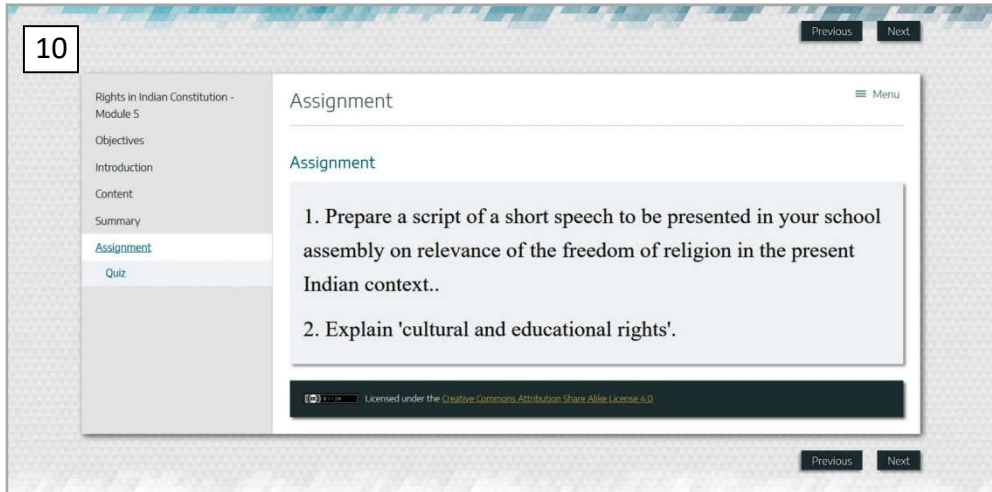 10
Previous Next
Rights in Indian Constitution -
Module 5
Objectives
Introduction
Content
Summary
Assignment
Quiz
Assignment
Menu
Assignment
1. Prepare a script of a short speech to be presented in your school
assembly on relevance of the freedom of religion in the present
Indian context..
2. Explain 'cultural and educational rights'.
cc BY - SA
Licensed under the Creative Commons Attribution Share Alike License 4.0
Previous Next